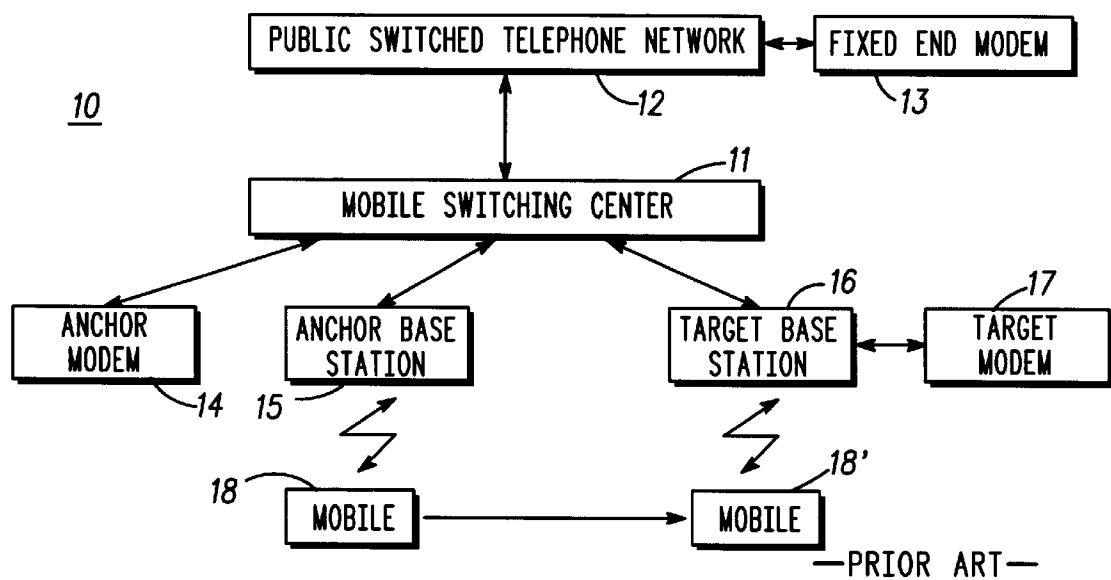 PUBLIC SWITCHED TELEPHONE NETWORK
FIXED END MODEM
10
12
13
11
MOBILE SWITCHING CENTER
16
17
ANCHOR
MODEM
ANCHOR BASE
STATION
TARGET BASE
STATION
TARGET
MODEM
14
15
18
18'
MOBILE
MOBILE
—PRIOR ART—